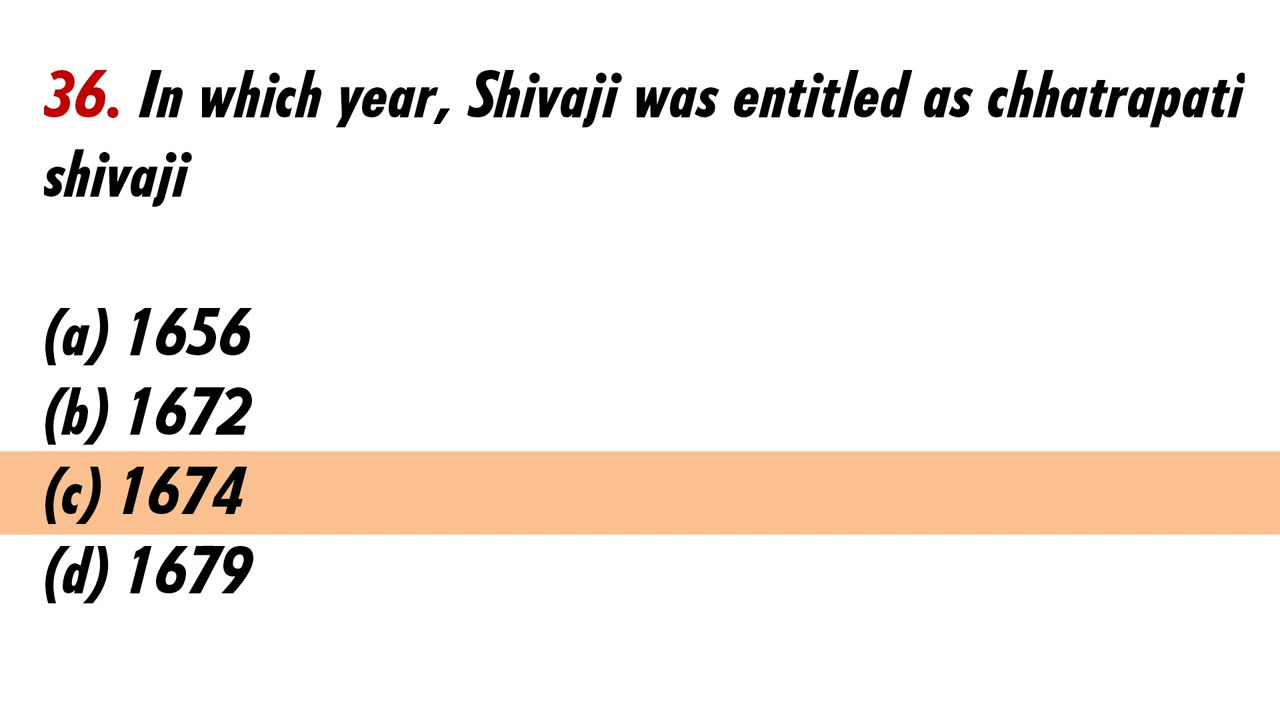 36. In which year, Shivaji was entitled as chhatrapati
shivaji
(a) 1656
(b) 1672
(c) 1674
(d) 1679